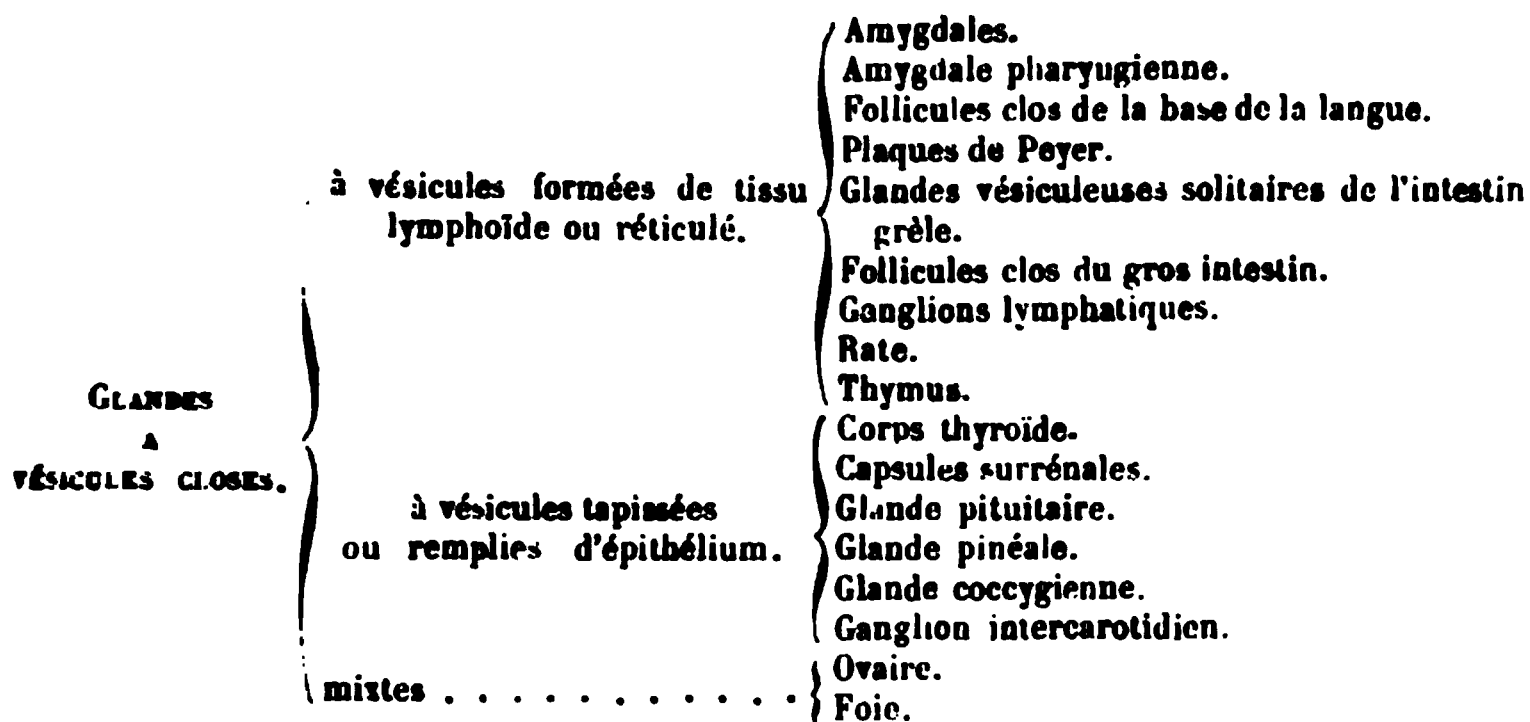 GLANDES
A
VÉSICULES CLOSES.
à vésicules formées de tissu
lymphoïde ou réticulé.
Amygdales.
Amygdale pharyugienne.
Follicules clos de la base de la langue.
Plaques de Peyer.
Glandes vésiculeuses solitaires de l'intestin
grèle.
Follicules clos du gros intestin.
Ganglions lymphatiques.
Rate.
Thymus.
à vésicules tapissées
ou remplies d'épithélium.
Corps thyroïde.
Capsules surrénales.
Glande pituitaire.
Glande pinéale.
Glande coccygienne.
Ganglion intercarotidien.
mixtes . . . . . . . . . . .
Ovaire.
Foie.